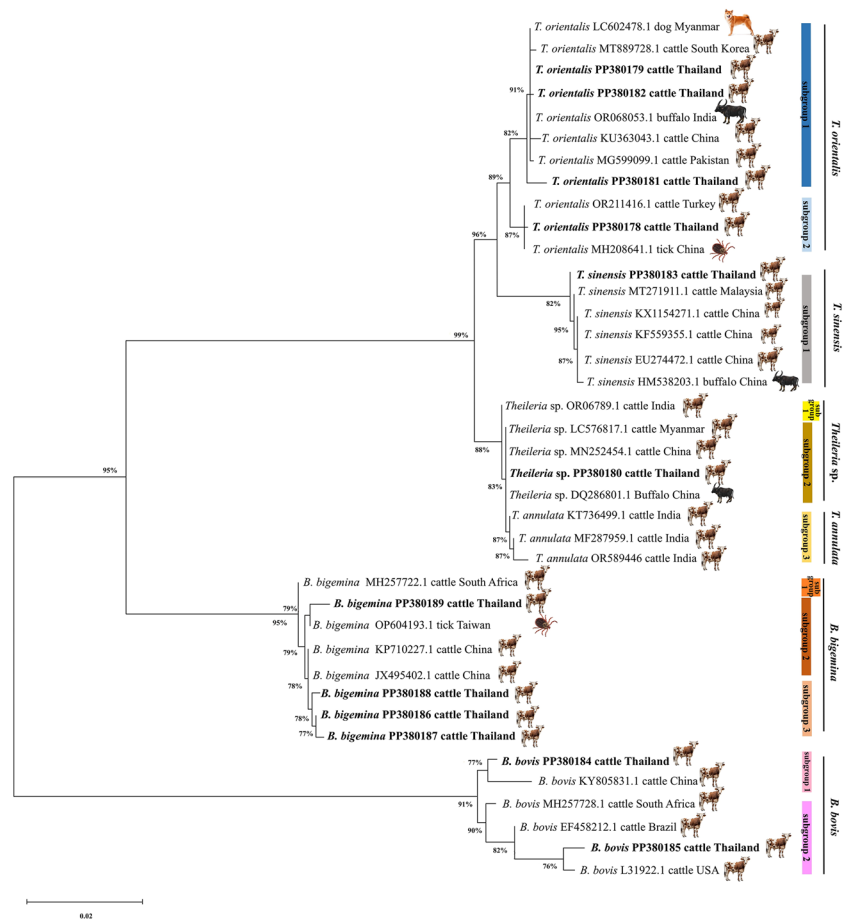 T. orientalis LC602478.1 dog Myanmar
T. orientalis MT889728.1 cattle South Korea
T. orientalis PP380179 cattle Thailand
91%
T. orientalis PP380182 cattle Thailand
T. orientalis OR068053.1 buffalo India
82%
T. orientalis KU363043.1 cattle China
T. orientalis MG599099.1 cattle Pakistan
T. orientalis PP380181 cattle Thailand
subgroup 1
T. orientalis
89%
T. orientalis OR211416.1 cattle Turkey
T. orientalis PP380178 cattle Thailand
87%
T. orientalis MH208641.1 tick China
subgroup 2
96%
T. sinensis PP380183 cattle Thailand
T. sinensis MT271911.1 cattle Malaysia
82%
T. sinensis KX1154271.1 cattle China
95%
T. sinensis KF559355.1 cattle China
87%
T. sinensis EU274472.1 cattle China
T. sinensis HM538203.1 buffalo China
subgroup 1
T. sinensis
99%
Theileria sp. OR06789.1 cattle India
sub group 1
Theileria sp. LC576817.1 cattle Myanmar
88%
Theileria sp. MN252454.1 cattle China
Theileria sp. PP380180 cattle Thailand
83%
Theileria sp. DQ286801.1 Buffalo China
subgroup 2
Theileria sp.
T. annulata KT736499.1 cattle India
87%
T. annulata MF287959.1 cattle India
87%
T. annulata OR589446 cattle India
subgroup 3
T. annulata
95%
B. bigemina MH257722.1 cattle South Africa
sub group 1
79%
B. bigemina PP380189 cattle Thailand
95%
B. bigemina OP604193.1 tick Taiwan
79%
B. bigemina KP710227.1 cattle China
B. bigemina JX495402.1 cattle China
subgroup 2
78%
B. bigemina PP380188 cattle Thailand
78%
B. bigemina PP380186 cattle Thailand
77%
B. bigemina PP380187 cattle Thailand
subgroup 3
B. bigemina
77%
B. bovis PP380184 cattle Thailand
B. bovis KY805831.1 cattle China
subgroup 1
91%
B. bovis MH257728.1 cattle South Africa
90%
B. bovis EF458212.1 cattle Brazil
82%
B. bovis PP380185 cattle Thailand
76%
B. bovis L31922.1 cattle USA
subgroup 2
B. bovis
0.02